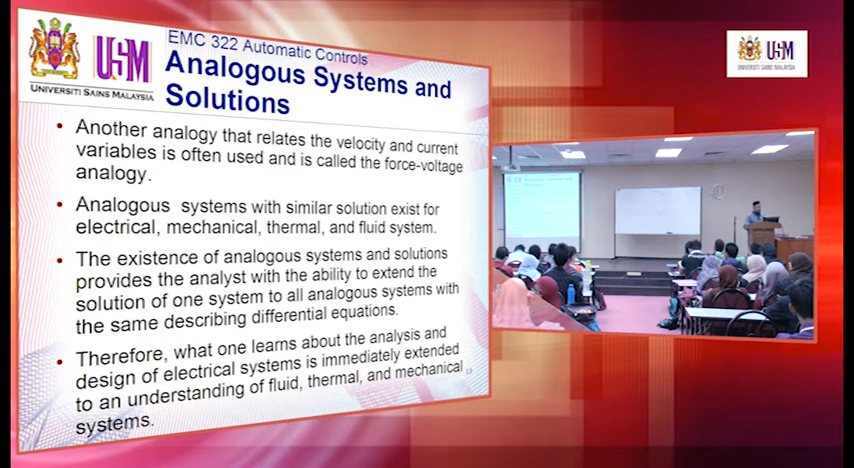 USM
UNIVERSITI SAINS MALAYSIA
EMC 322 Automatic Controls
Analogous Systems and
Solutions
• Another analogy that relates the velocity and current
variables is often used and is called the force-voltage
analogy.
• Analogous systems with similar solution exist for
electrical, mechanical, thermal, and fluid system.
• The existence of analogous systems and solutions
provides the analyst with the ability to extend the
solution of one system to all analogous systems with
the same describing differential equations.
• Therefore, what one learns about the analysis and
design of electrical systems is immediately extended
to an understanding of fluid, thermal, and mechanical
systems.
USM
UNIVERSITI SAINS MALAYSIA